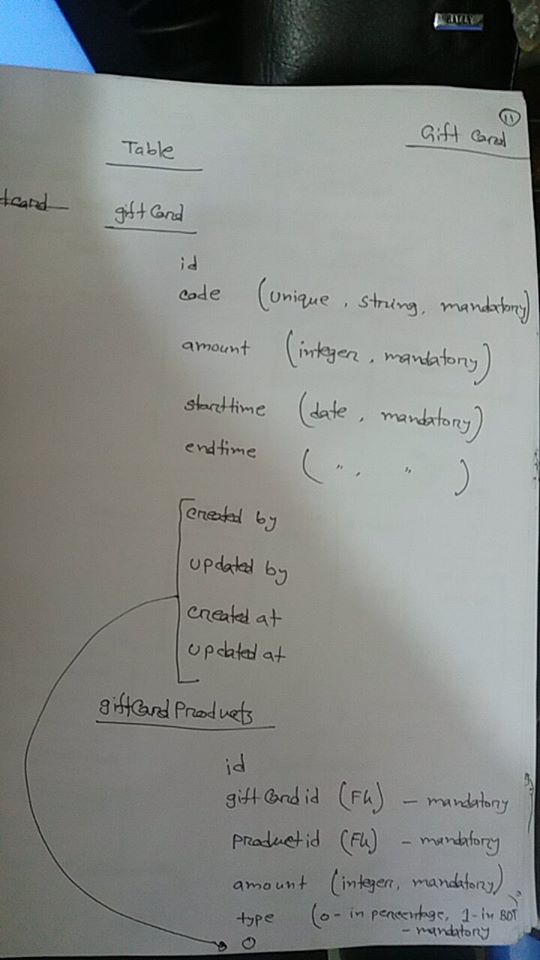 11
Gift Card
Table
giftCard
id
code (unique, string, mandatory)
amount (integer, mandatory)
starttime (date, mandatory)
endtime ( " , " )
created by
updated by
created at
updated at
giftCardProducts
id
giftCardid (Fk) - mandatory
productid (Fk) - mandatory
amount (integer, mandatory)
type (0- in percentage, 1-in BDT)
- mandatory